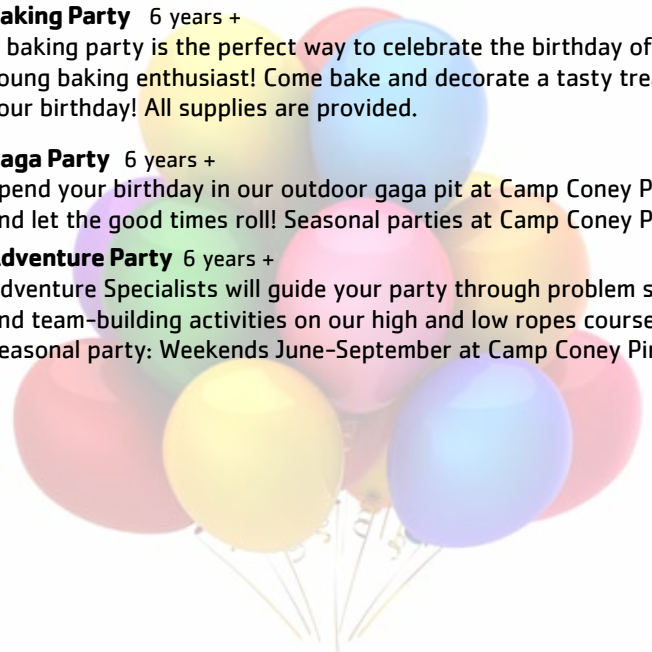 aking Party 6 years +
baking party is the perfect way to celebrate the birthday of
oung baking enthusiast! Come bake and decorate a tasty trea
our birthday! All supplies are provided.
aga Party 6 years +
pend your birthday in our outdoor gaga pit at Camp Coney P
nd let the good times roll! Seasonal parties at Camp Coney P
dventure Party 6 years +
dventure Specialists will guide your party through problem s
nd team-building activities on our high and low ropes course
easonal party: Weekends June-September at Camp Coney Pin